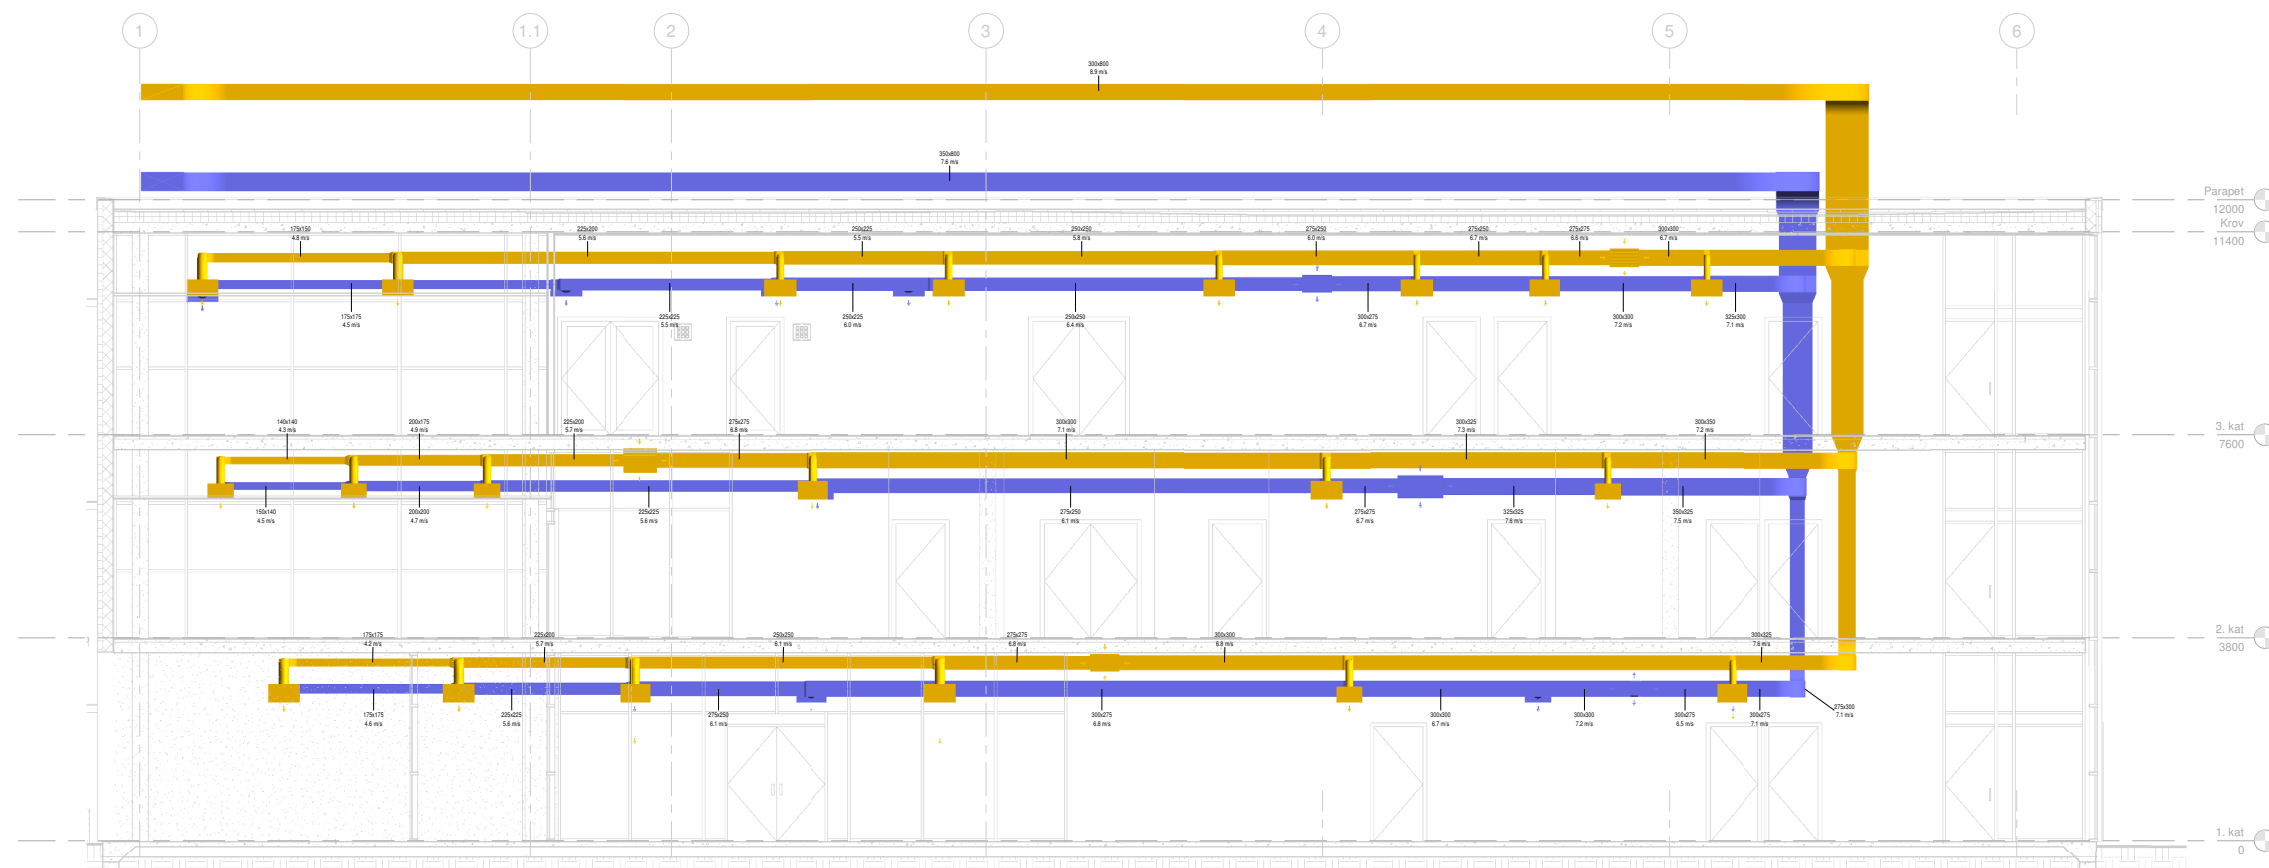 1
1.1
2
3
4
5
6
300x800
8.9 m/s
350x800
7.6 m/s
Parapet
12000
Krov
11400
175x150
4.8 m/s
225x200
5.6 m/s
250x225
5.5 m/s
250x250
5.8 m/s
275x250
6.0 m/s
275x250
6.7 m/s
275x275
6.6 m/s
300x300
6.7 m/s
175x175
4.5 m/s
225x225
5.5 m/s
250x225
6.0 m/s
250x250
6.4 m/s
300x275
6.7 m/s
300x300
7.2 m/s
325x300
7.1 m/s
3. kat
7600
140x140
4.3 m/s
200x175
4.9 m/s
225x200
5.7 m/s
275x275
6.8 m/s
300x300
7.1 m/s
300x325
7.3 m/s
300x350
7.2 m/s
150x140
4.5 m/s
200x200
4.7 m/s
225x225
5.6 m/s
275x250
6.1 m/s
275x275
6.7 m/s
325x325
7.6 m/s
350x325
7.5 m/s
2. kat
3800
175x175
4.2 m/s
225x200
5.7 m/s
250x250
6.1 m/s
275x275
6.8 m/s
300x300
6.8 m/s
300x325
7.6 m/s
175x175
4.6 m/s
225x225
5.6 m/s
275x250
6.1 m/s
300x275
6.8 m/s
300x300
6.7 m/s
300x300
7.2 m/s
300x275
6.5 m/s
300x275
7.1 m/s
275x300
7.1 m/s
1. kat
0